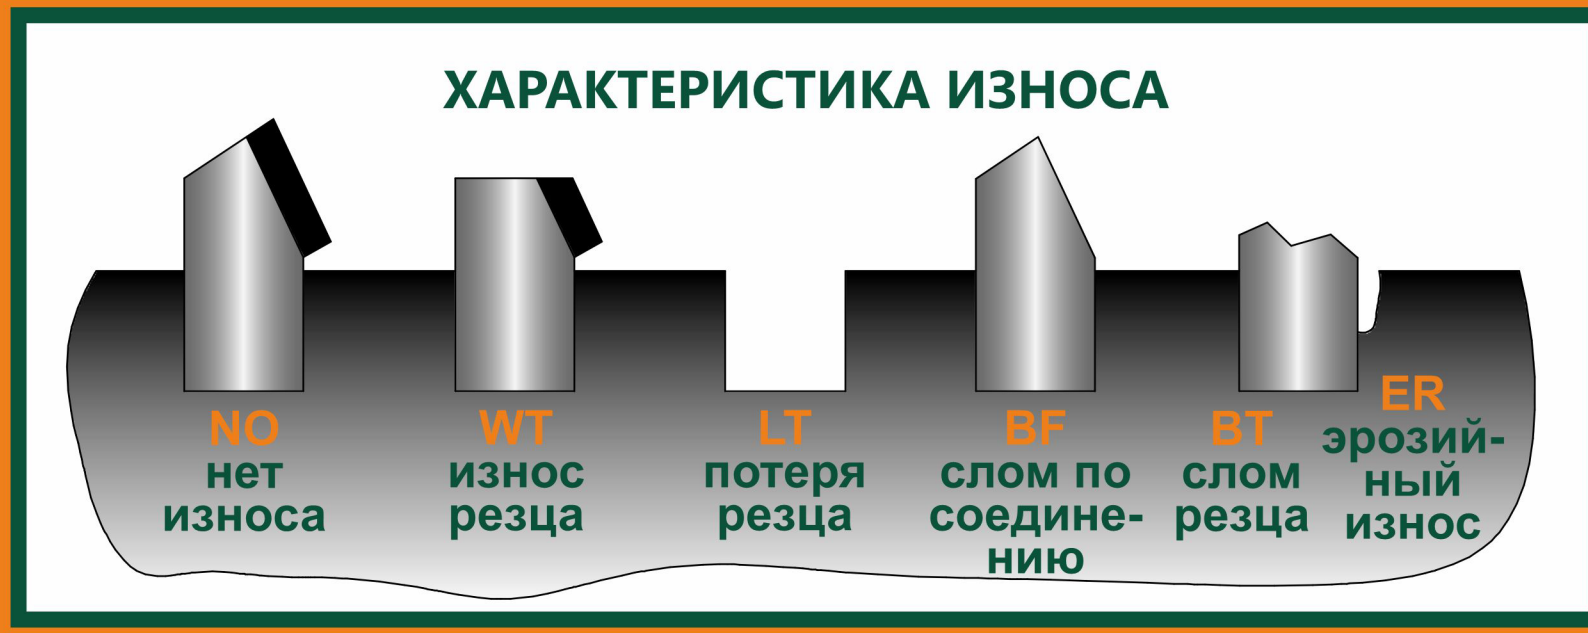 ХАРАКТЕРИСТИКА ИЗНОСА
NO
нет
износа
WT
износ
резца
LT
потеря
резца
BF
слом по
соедине-
нию
BT
слом
резца
ER
эрозий-
ный
износ